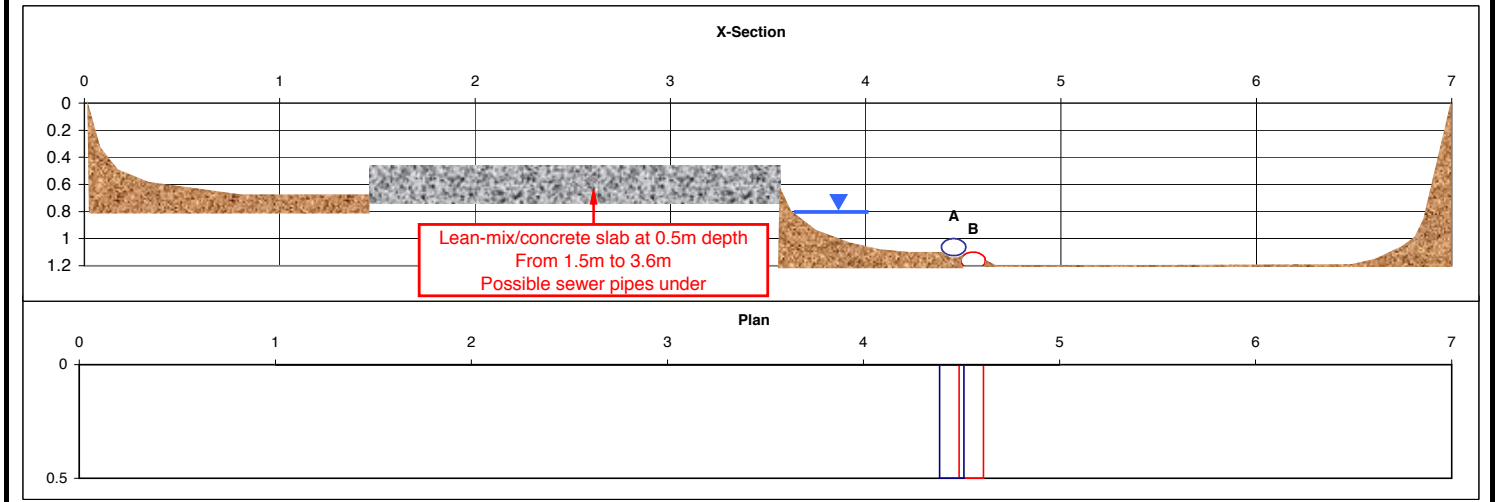 X-Section
0 1 2 3 4 5 6 7
0
0.2
0.4
0.6
0.8
1
1.2
A
B
Lean-mix/concrete slab at 0.5m depth
From 1.5m to 3.6m
Possible sewer pipes under
Plan
0 1 2 3 4 5 6 7
0
0.5